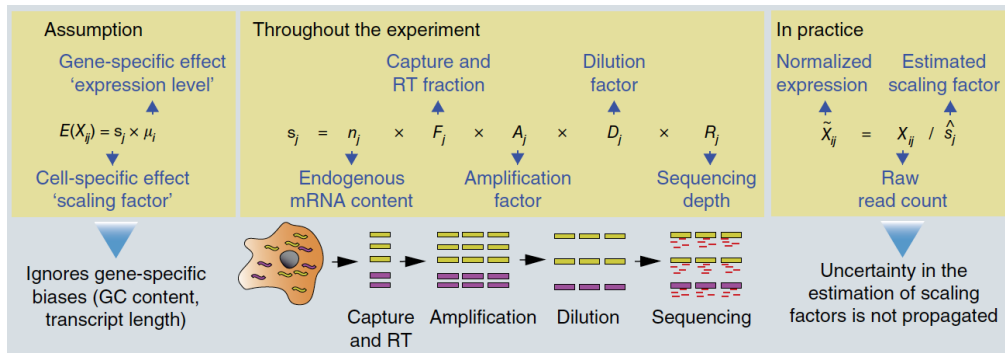 Assumption
Gene-specific effect
‘expression level’
E(Xij) = sj × μi
Cell-specific effect
‘scaling factor’
Ignores gene-specific
biases (GC content,
transcript length)
Throughout the experiment
Capture and
RT fraction
Dilution
factor
sj = nj × Fj × Aj × Dj × Rj
Endogenous
mRNA content
Amplification
factor
Sequencing
depth
Capture
and RT
Amplification
Dilution
Sequencing
In practice
Normalized
expression
Estimated
scaling factor
X̃ij = Xij / ŝj
Raw
read count
Uncertainty in the
estimation of scaling
factors is not propagated